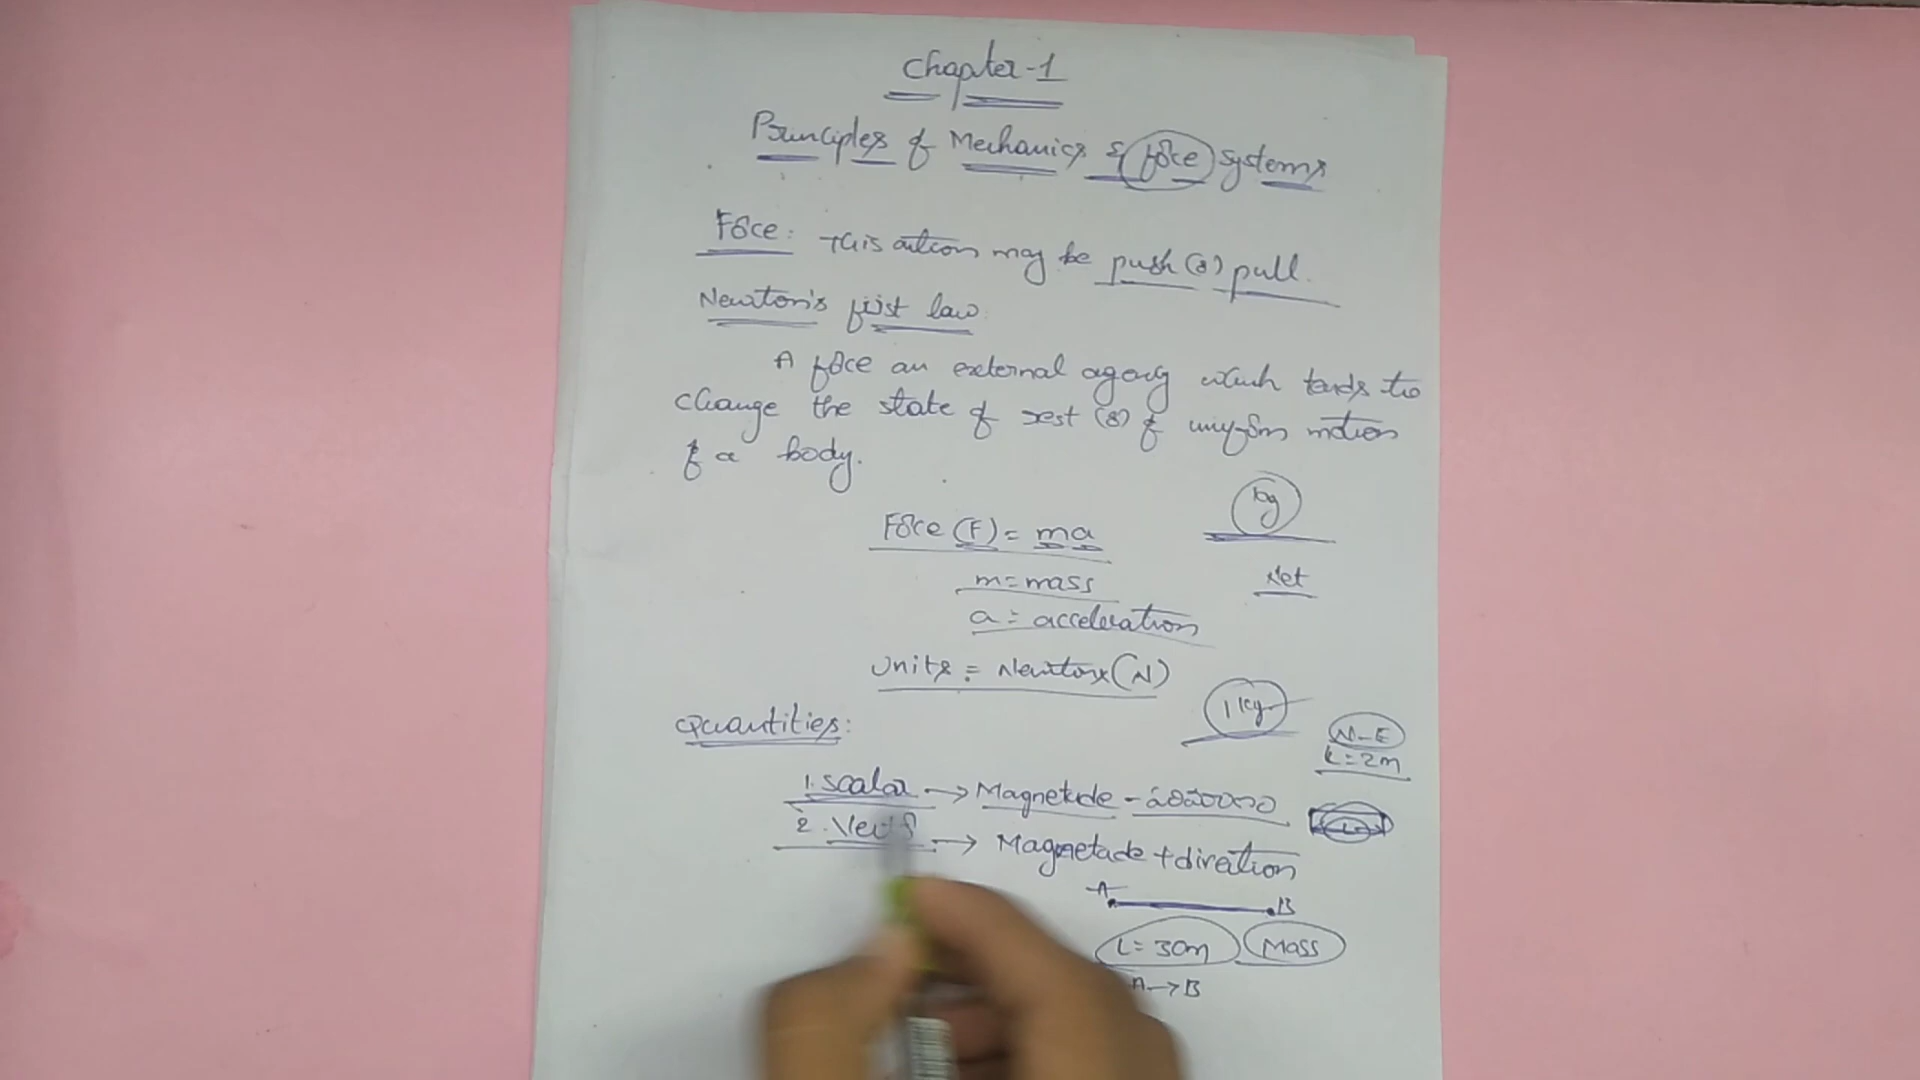 Chapter-1
Principles of Mechanics & force systems
Force: This action may be push (or) pull.
Newton's first law:
A force an external agency which tends to
change the state of rest (or) of uniform motion
of a body.
kg
Force (F) = ma
Net
m = mass
a = acceleration
Units = Newtons (N)
1 kg
Quantities:
N-E
L=2m
1. Scalar → Magnetude -
2. Vector → Magnetude + direction
A B
L= 30m Mass
A→B